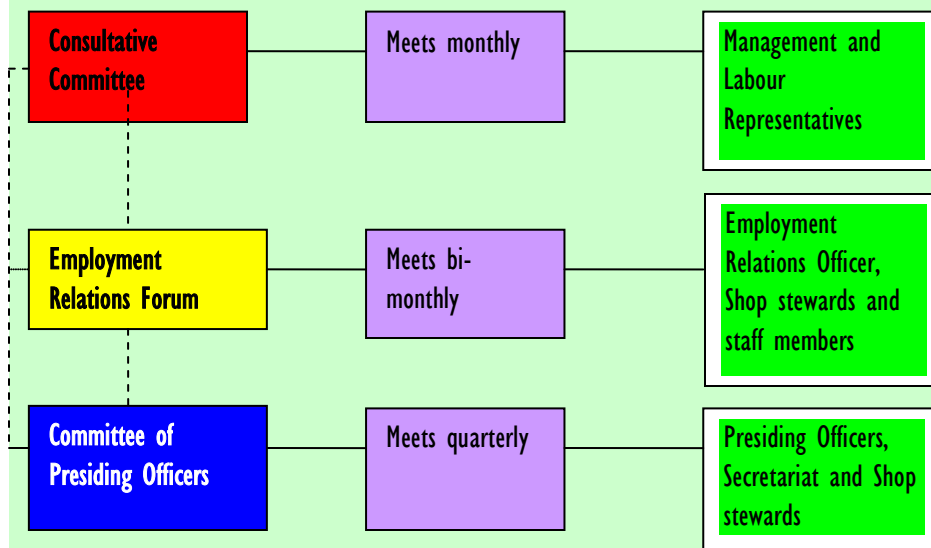 Consultative
Committee
Meets monthly
Management and
Labour
Representatives
Employment
Relations Forum
Meets bi-
monthly
Employment
Relations Officer,
Shop stewards and
staff members
Committee of
Presiding Officers
Meets quarterly
Presiding Officers,
Secretariat and Shop
stewards